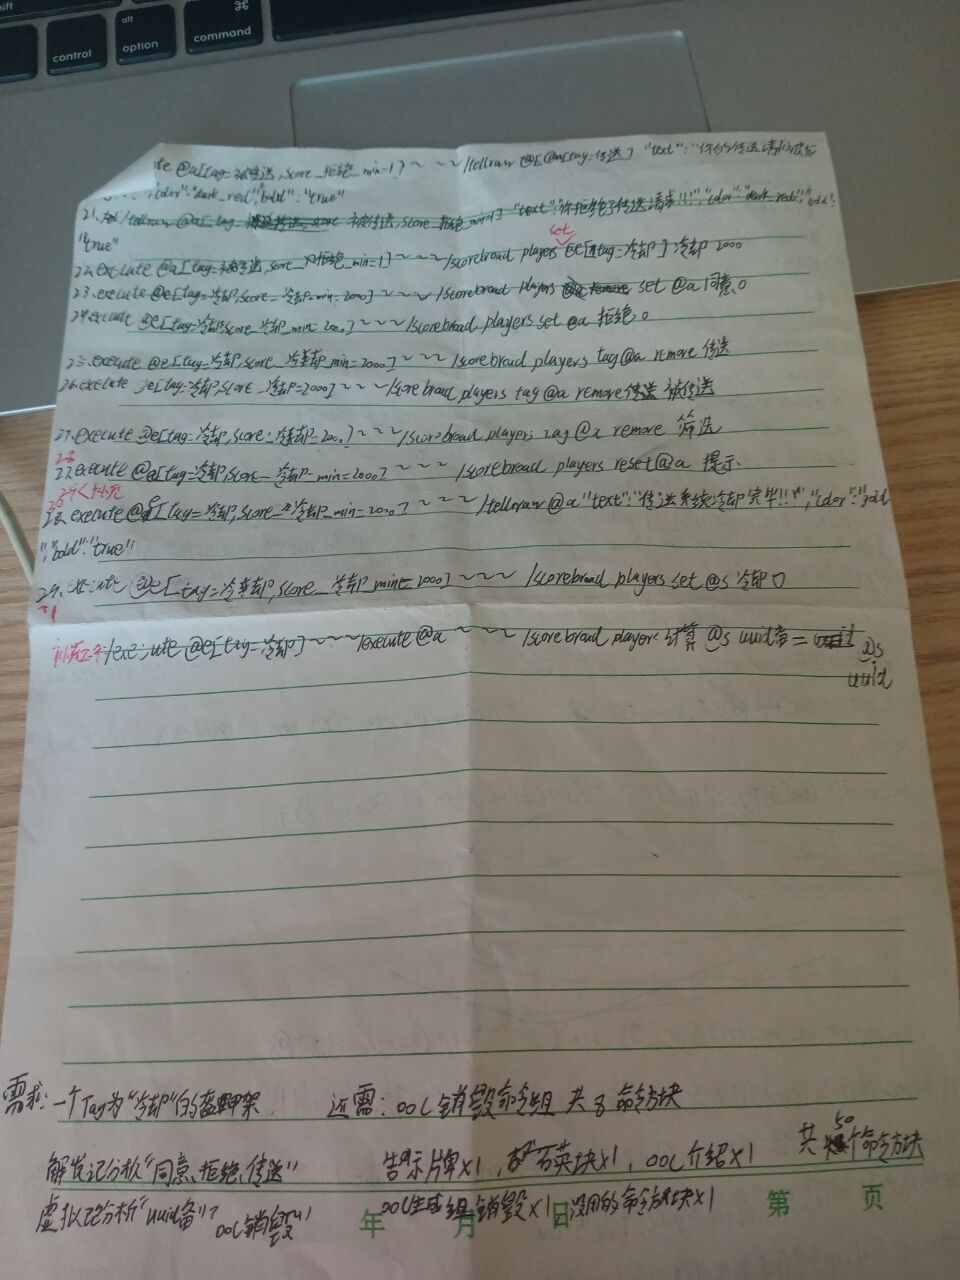 alt
control
option
⌘
command
te @a[tag=被传送,score_拒绝_min=1] ~ ~ ~ /tellraw @a[tag=传送] "text":"你的传送请求被拒
"color":"dark_red","bold":"true"
21. /tellraw @a[tag=被传送,score_拒绝_min=1] "text":"你拒绝了传送请求!!!","color":"dark_red","bold":
"true"
set
22.execute @a[tag=被传送,score_拒绝_min=1] ~ ~ ~ /scorebroad players @e[tag=冷却] 冷却 2000
23.execute @e[tag=冷却,score_冷却_min=2000] ~ ~ ~ /scorebroad players set @a 同意 0
24.execute @e[tag=冷却,score_冷却_min=2000] ~ ~ ~ /scorebroad players set @a 拒绝 0
25.execute @e[tag=冷却,score_冷却_min=2000] ~ ~ ~ /scorebroad players tag @a remove 传送
26.execute @e[tag=冷却,score_冷却=2000] ~ ~ ~ /scorebroad players tag @a remove 被传送
27.execute @e[tag=冷却,score_冷却=2000] ~ ~ ~ /scorebroad players tag @a remove 筛选
28
27.execute @e[tag=冷却,score_冷却_min=2000] ~ ~ ~ /scorebroad players reset @a 提示
29
30
28.execute @e[tag=冷却,score_冷却_min=2000] ~ ~ ~ /tellraw @a "text":"传送系统冷却完毕!!!","color":"gold
","bold":"true"
29.execute @e[tag=冷却,score_冷却_min=2000] ~ ~ ~ /scorebroad players set @s 冷却 0
31
/execute @e[tag=冷却] ~ ~ ~ /execute @a ~ ~ ~ /scorebroad players 计算 @s uuid备 = @s
uuid
需求:一个Tag为"冷却"的盔甲架 还需:OOC销毁命令组 共8命令方块
解发记分板"同意,拒绝,传送" 告示牌×1,石英块×1,OOC介绍×1 共50个命令方块
虚拟记分板"uuid备" OOC销毁×1 OOC生成组销毁×1 没用的命令方块×1
年 月 日 第 页